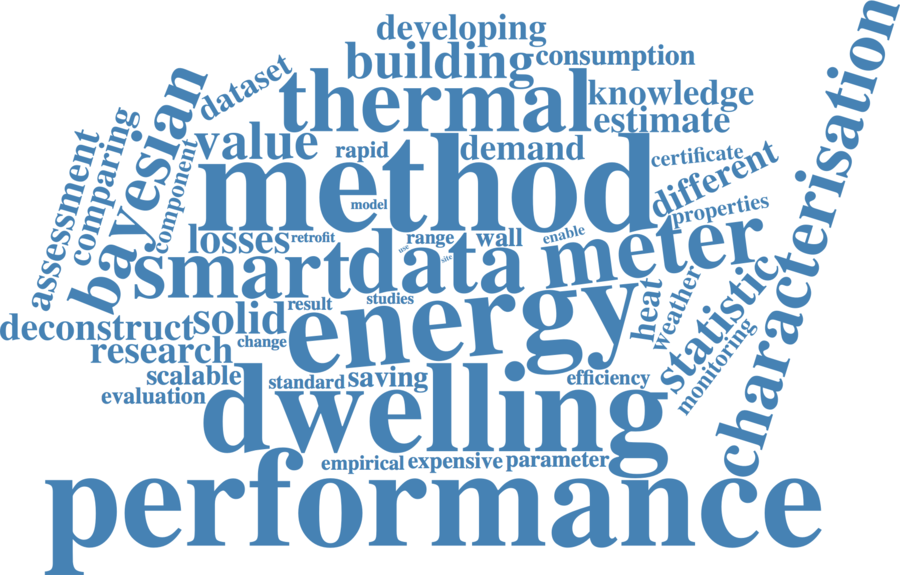 developing
building
consumption
dataset
thermal
knowledge
estimate
bayesian
value
rapid
demand
certificate
assessment
comparing
component
method
different
characterisation
model
properties
losses
retrofit
range
wall
enable
smart
data
meter
use
site
heat
weather
statistic
monitoring
deconstruct
solid
result
studies
energy
research
change
scalable
standard
saving
efficiency
evaluation
dwelling
empirical
expensive
parameter
performance